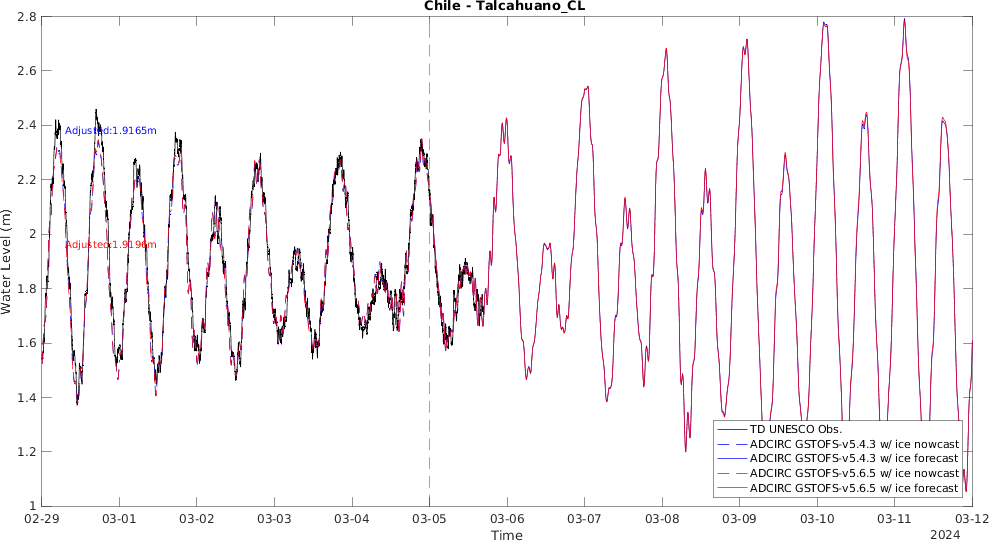 Chile - Talcahuano_CL
2.8
2.6
2.4
2.2
2
1.8
1.6
1.4
1.2
1
Water Level (m)
Adjusted:1.9165m
Adjusted:1.9196m
TD UNESCO Obs.
ADCIRC GSTOFS-v5.4.3 w/ ice nowcast
ADCIRC GSTOFS-v5.4.3 w/ ice forecast
ADCIRC GSTOFS-v5.6.5 w/ ice nowcast
ADCIRC GSTOFS-v5.6.5 w/ ice forecast
02-29 03-01 03-02 03-03 03-04 03-05 03-06 03-07 03-08 03-09 03-10 03-11 03-12
Time 2024